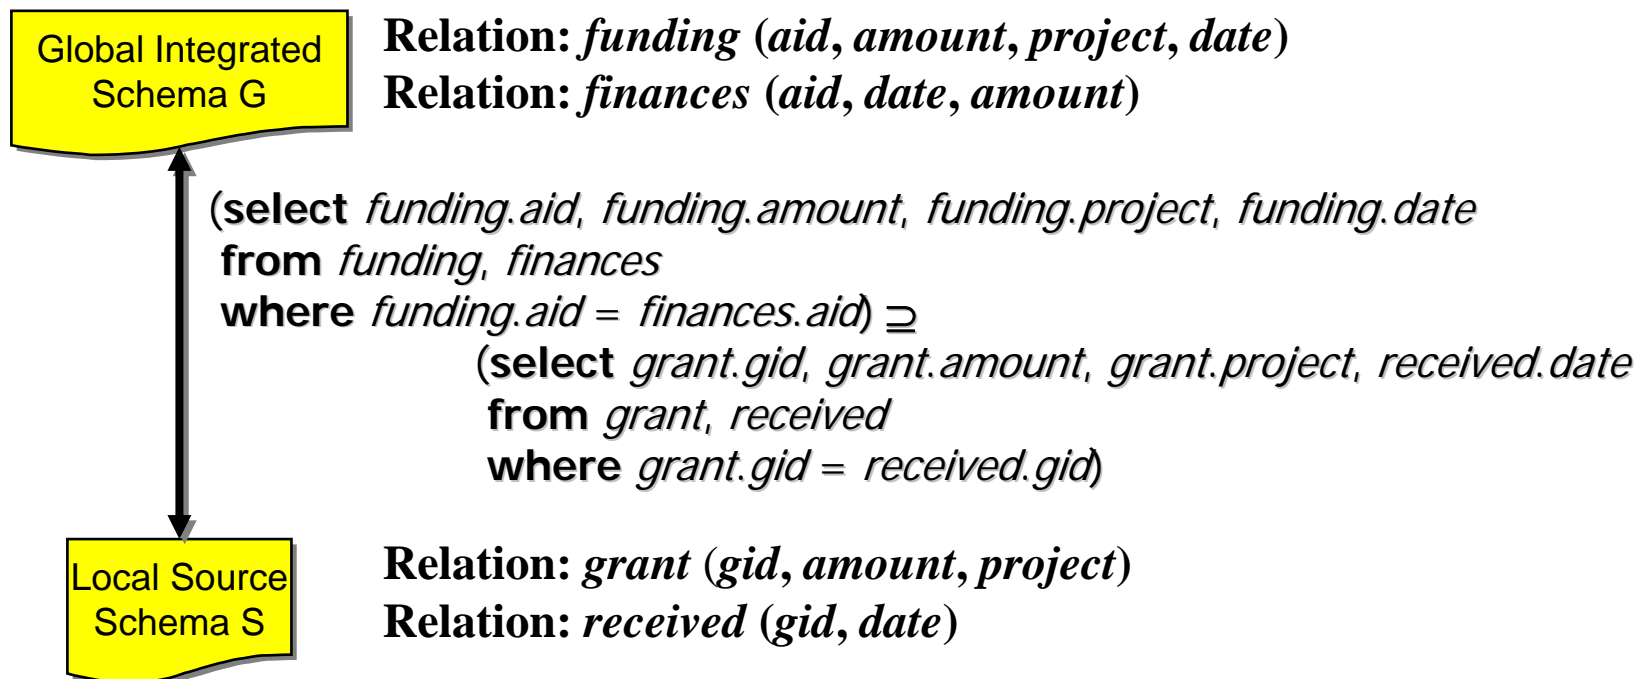 Global Integrated
Schema G
Relation: funding (aid, amount, project, date)
Relation: finances (aid, date, amount)
(select funding.aid, funding.amount, funding.project, funding.date
from funding, finances
where funding.aid = finances.aid) ⊇
(select grant.gid, grant.amount, grant.project, received.date
from grant, received
where grant.gid = received.gid)
Local Source
Schema S
Relation: grant (gid, amount, project)
Relation: received (gid, date)